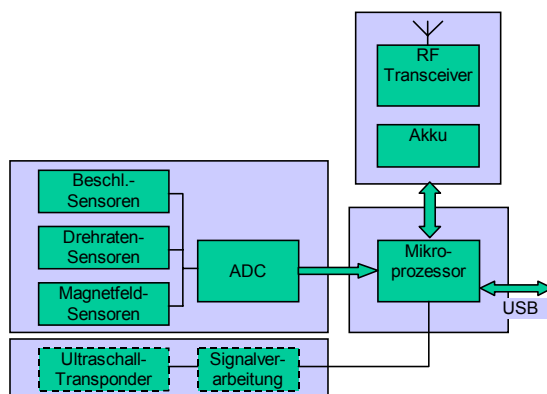 RF
Transceiver
Akku
Beschl.-
Sensoren
Drehraten-
Sensoren
Magnetfeld-
Sensoren
ADC
Mikro-
prozessor
USB
Ultraschall-
Transponder
Signalver-
arbeitung